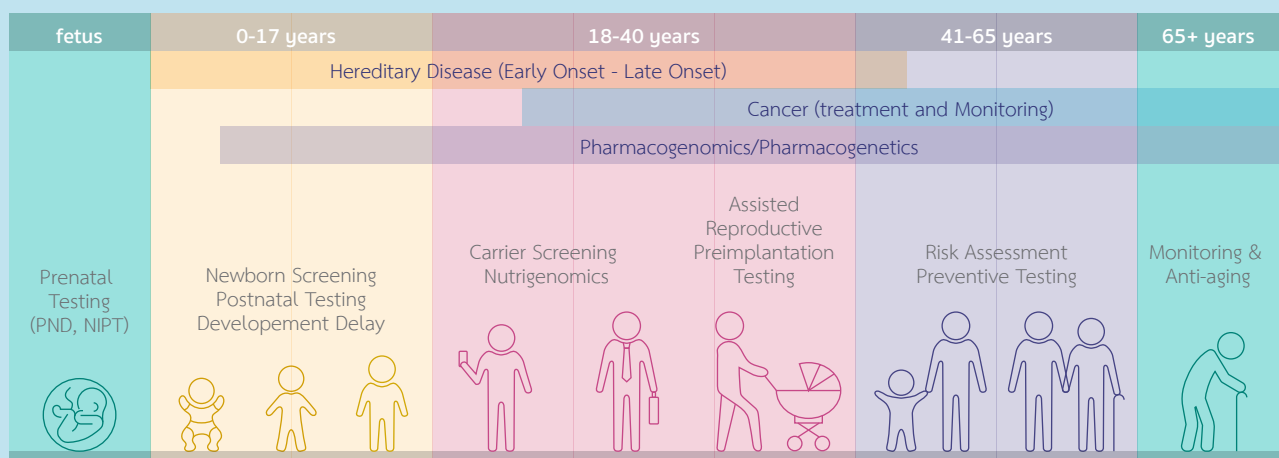 fetus
0-17 years
18-40 years
41-65 years
65+ years
Hereditary Disease (Early Onset - Late Onset)
Cancer (treatment and Monitoring)
Pharmacogenomics/Pharmacogenetics
Prenatal
Testing
(PND, NIPT)
Newborn Screening
Postnatal Testing
Developement Delay
Carrier Screening
Nutrigenomics
Assisted
Reproductive
Preimplantation
Testing
Risk Assessment
Preventive Testing
Monitoring &
Anti-aging